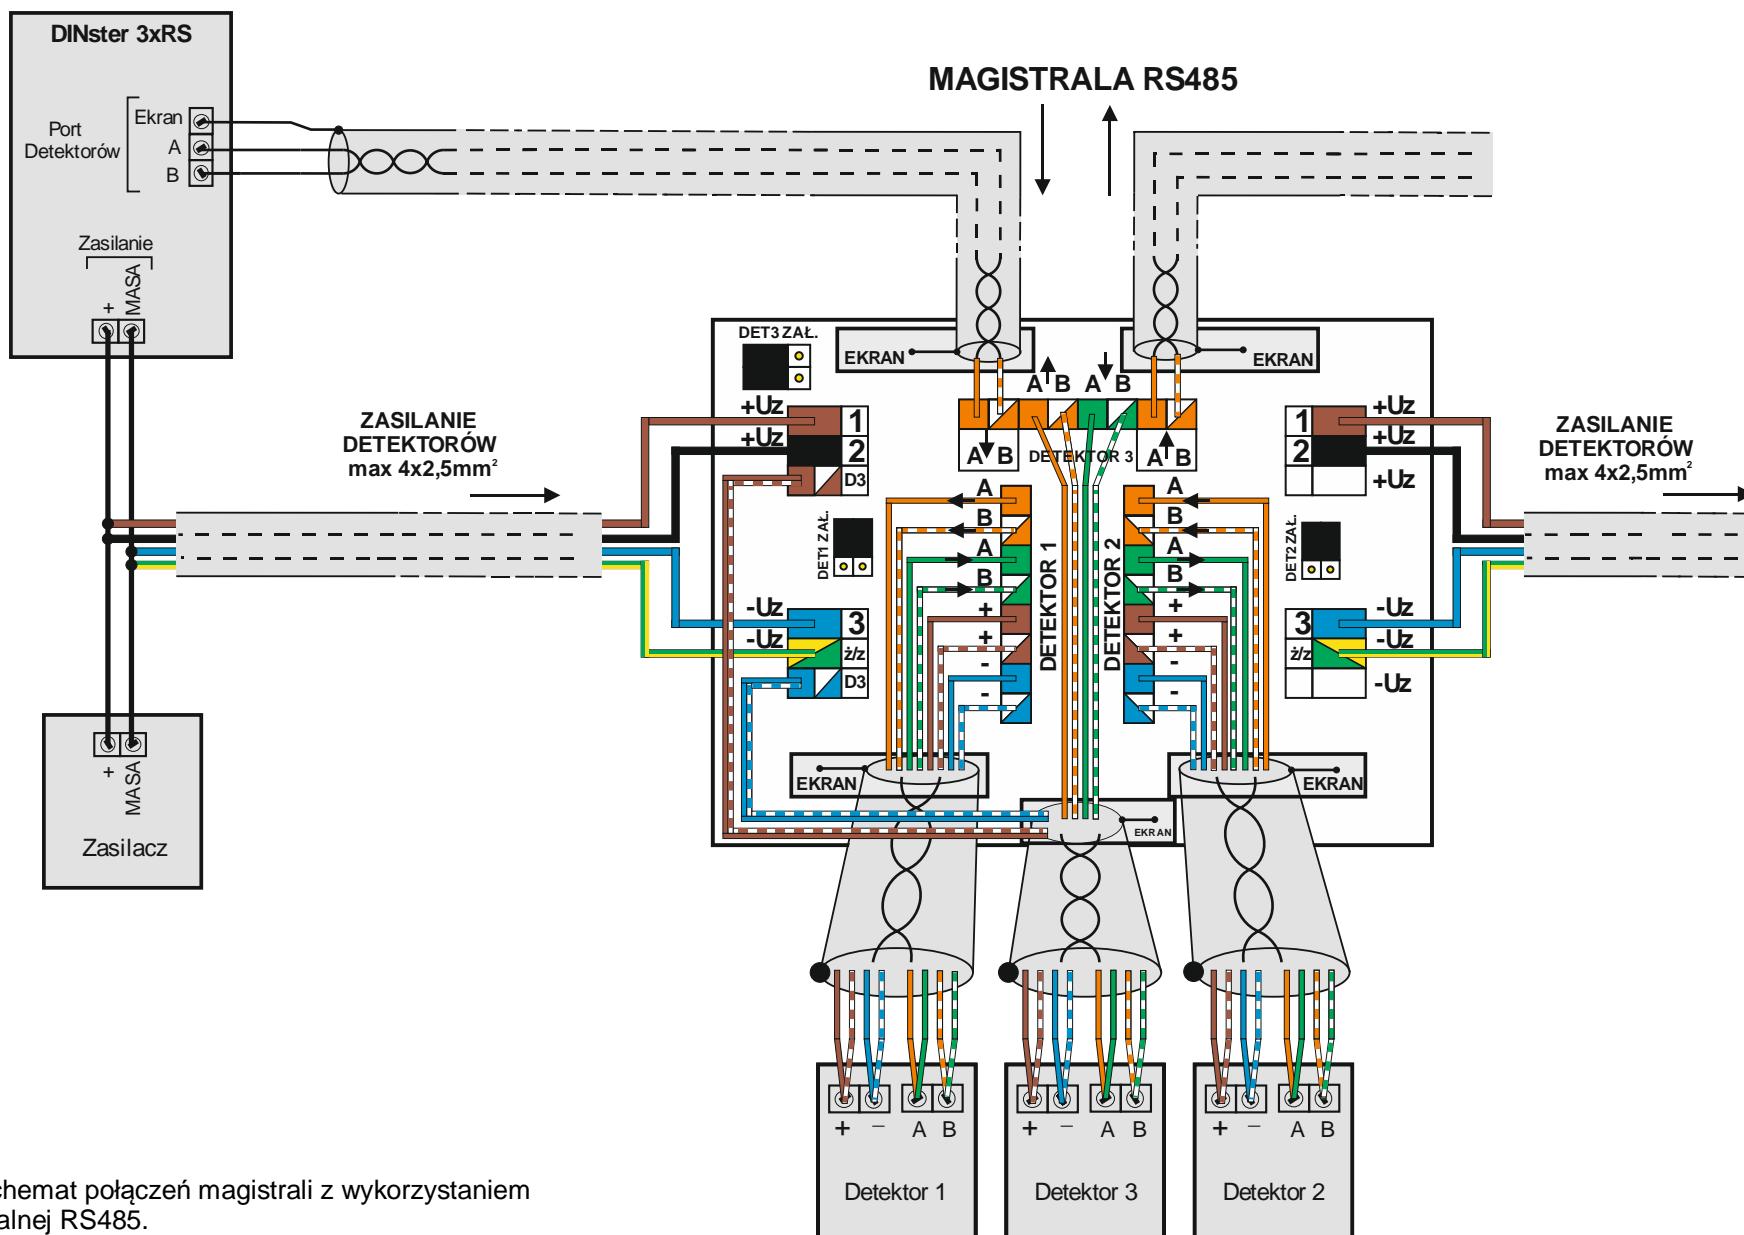 DINster 3xRS
Port
Detektorów
Ekran
A
B
Zasilanie
+
MASA
MAGISTRALA RS485
ZASILANIE
DETEKTORÓW
max 4x2,5mm²
DET3 ZAŁ.
EKRAN
EKRAN
A B A B
A B DETEKTOR 3 A B
+Uz
+Uz
1
2
D3
DET1 ZAŁ.
-Uz
-Uz
3
ż/z
D3
A
B
A
B
+
+
-
-
DETEKTOR 1
DETEKTOR 2
A
B
A
B
+
+
-
-
1
2
+Uz
+Uz
+Uz
DET2 ZAŁ.
3
ż/z
-Uz
-Uz
-Uz
ZASILANIE
DETEKTORÓW
max 4x2,5mm²
EKRAN
EKRAN
EKRAN
+
MASA
Zasilacz
+ − A B
Detektor 1
+ − A B
Detektor 3
+ − A B
Detektor 2
chemat połączeń magistrali z wykorzystaniem
alnej RS485.